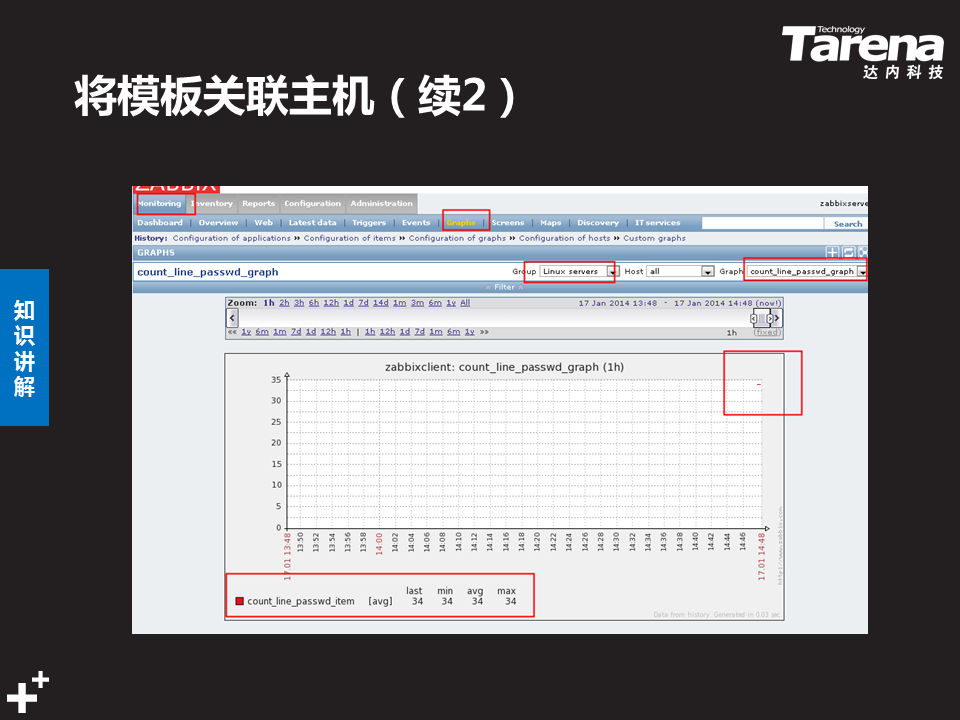 Technology
Tarena
达内科技
将模板关联主机（续2）
知识讲解
ZABBIX
Monitoring Inventory Reports Configuration Administration
zabbixserve
Dashboard | Overview | Web | Latest data | Triggers | Events | Graphs | Screens | Maps | Discovery | IT services
Search
History: Configuration of applications » Configuration of items » Configuration of graphs » Configuration of hosts » Custom graphs
GRAPHS
count_line_passwd_graph
Group Linux servers Host all Graph count_line_passwd_graph
Filter
Zoom: 1h 2h 3h 6h 12h 1d 7d 14d 1m 3m 6m 1y All
17 Jan 2014 13:48 - 17 Jan 2014 14:48 (now!)
«« 1y 6m 1m 7d 1d 12h 1h | 1h 12h 1d 7d 1m 6m 1y »»
1h (fixed)
zabbixclient: count_line_passwd_graph (1h)
35
30
25
20
15
10
5
0
17.01 13:48
13:50
13:52
13:54
13:56
13:58
14:00
14:02
14:04
14:06
14:08
14:10
14:12
14:14
14:16
14:18
14:20
14:22
14:24
14:26
14:28
14:30
14:32
14:34
14:36
14:38
14:40
14:42
14:44
14:46
17.01 14:48
http://www.zabbix.com
last min avg max
count_line_passwd_item [avg] 34 34 34 34
Data from history. Generated in 0.03 sec